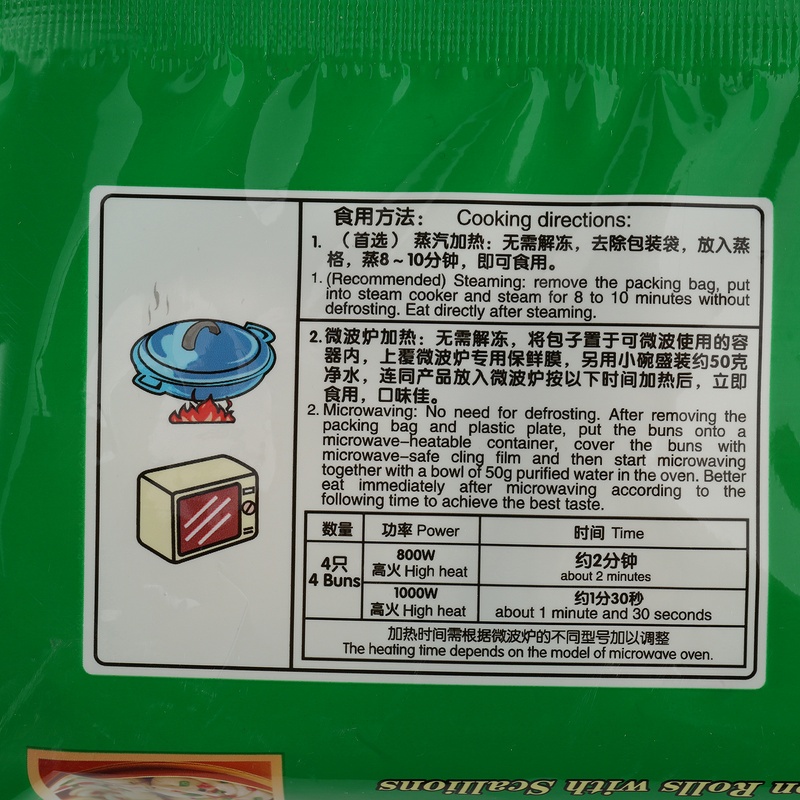 食用方法： Cooking directions:
1. （首选） 蒸汽加热：无需解冻，去除包装袋，放入蒸
格，蒸8～10分钟，即可食用。
1. (Recommended) Steaming: remove the packing bag, put
into steam cooker and steam for 8 to 10 minutes without
defrosting. Eat directly after steaming.
2.微波炉加热：无需解冻，将包子置于可微波使用的容
器内，上覆微波炉专用保鲜膜，另用小碗盛装约50克
净水，连同产品放入微波炉按以下时间加热后，立即
食用，口味佳。
2. Microwaving: No need for defrosting. After removing the
packing bag and plastic plate, put the buns onto a
microwave–heatable container, cover the buns with
microwave–safe cling film and then start microwaving
together with a bowl of 50g purified water in the oven. Better
eat immediately after microwaving according to the
following time to achieve the best taste.
数量 功率 Power 时间 Time
4只
4 Buns
800W
高火 High heat
约2分钟
about 2 minutes
1000W
高火 High heat
约1分30秒
about 1 minute and 30 seconds
加热时间需根据微波炉的不同型号加以调整
The heating time depends on the model of microwave oven.
Rolls with Scallions